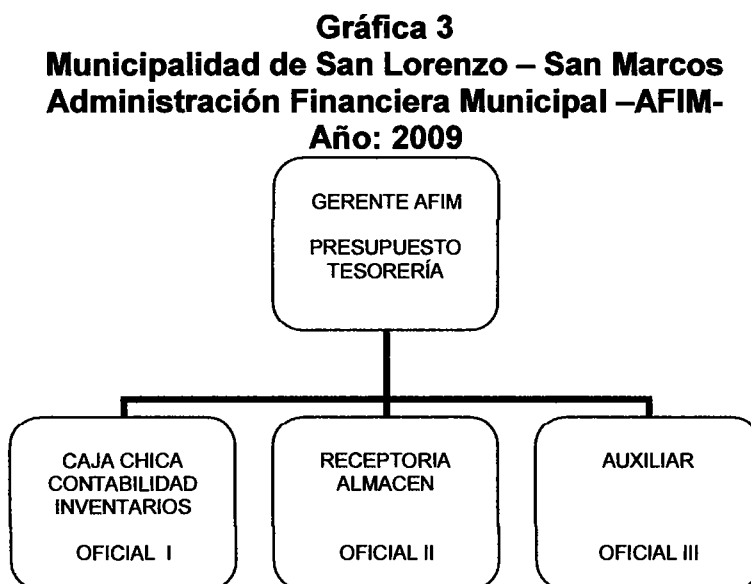 Gráfica 3
Municipalidad de San Lorenzo – San Marcos
Administración Financiera Municipal –AFIM-
Año: 2009
GERENTE AFIM
PRESUPUESTO
TESORERÍA
CAJA CHICA
CONTABILIDAD
INVENTARIOS
OFICIAL I
RECEPTORIA
ALMACEN
OFICIAL II
AUXILIAR
OFICIAL III